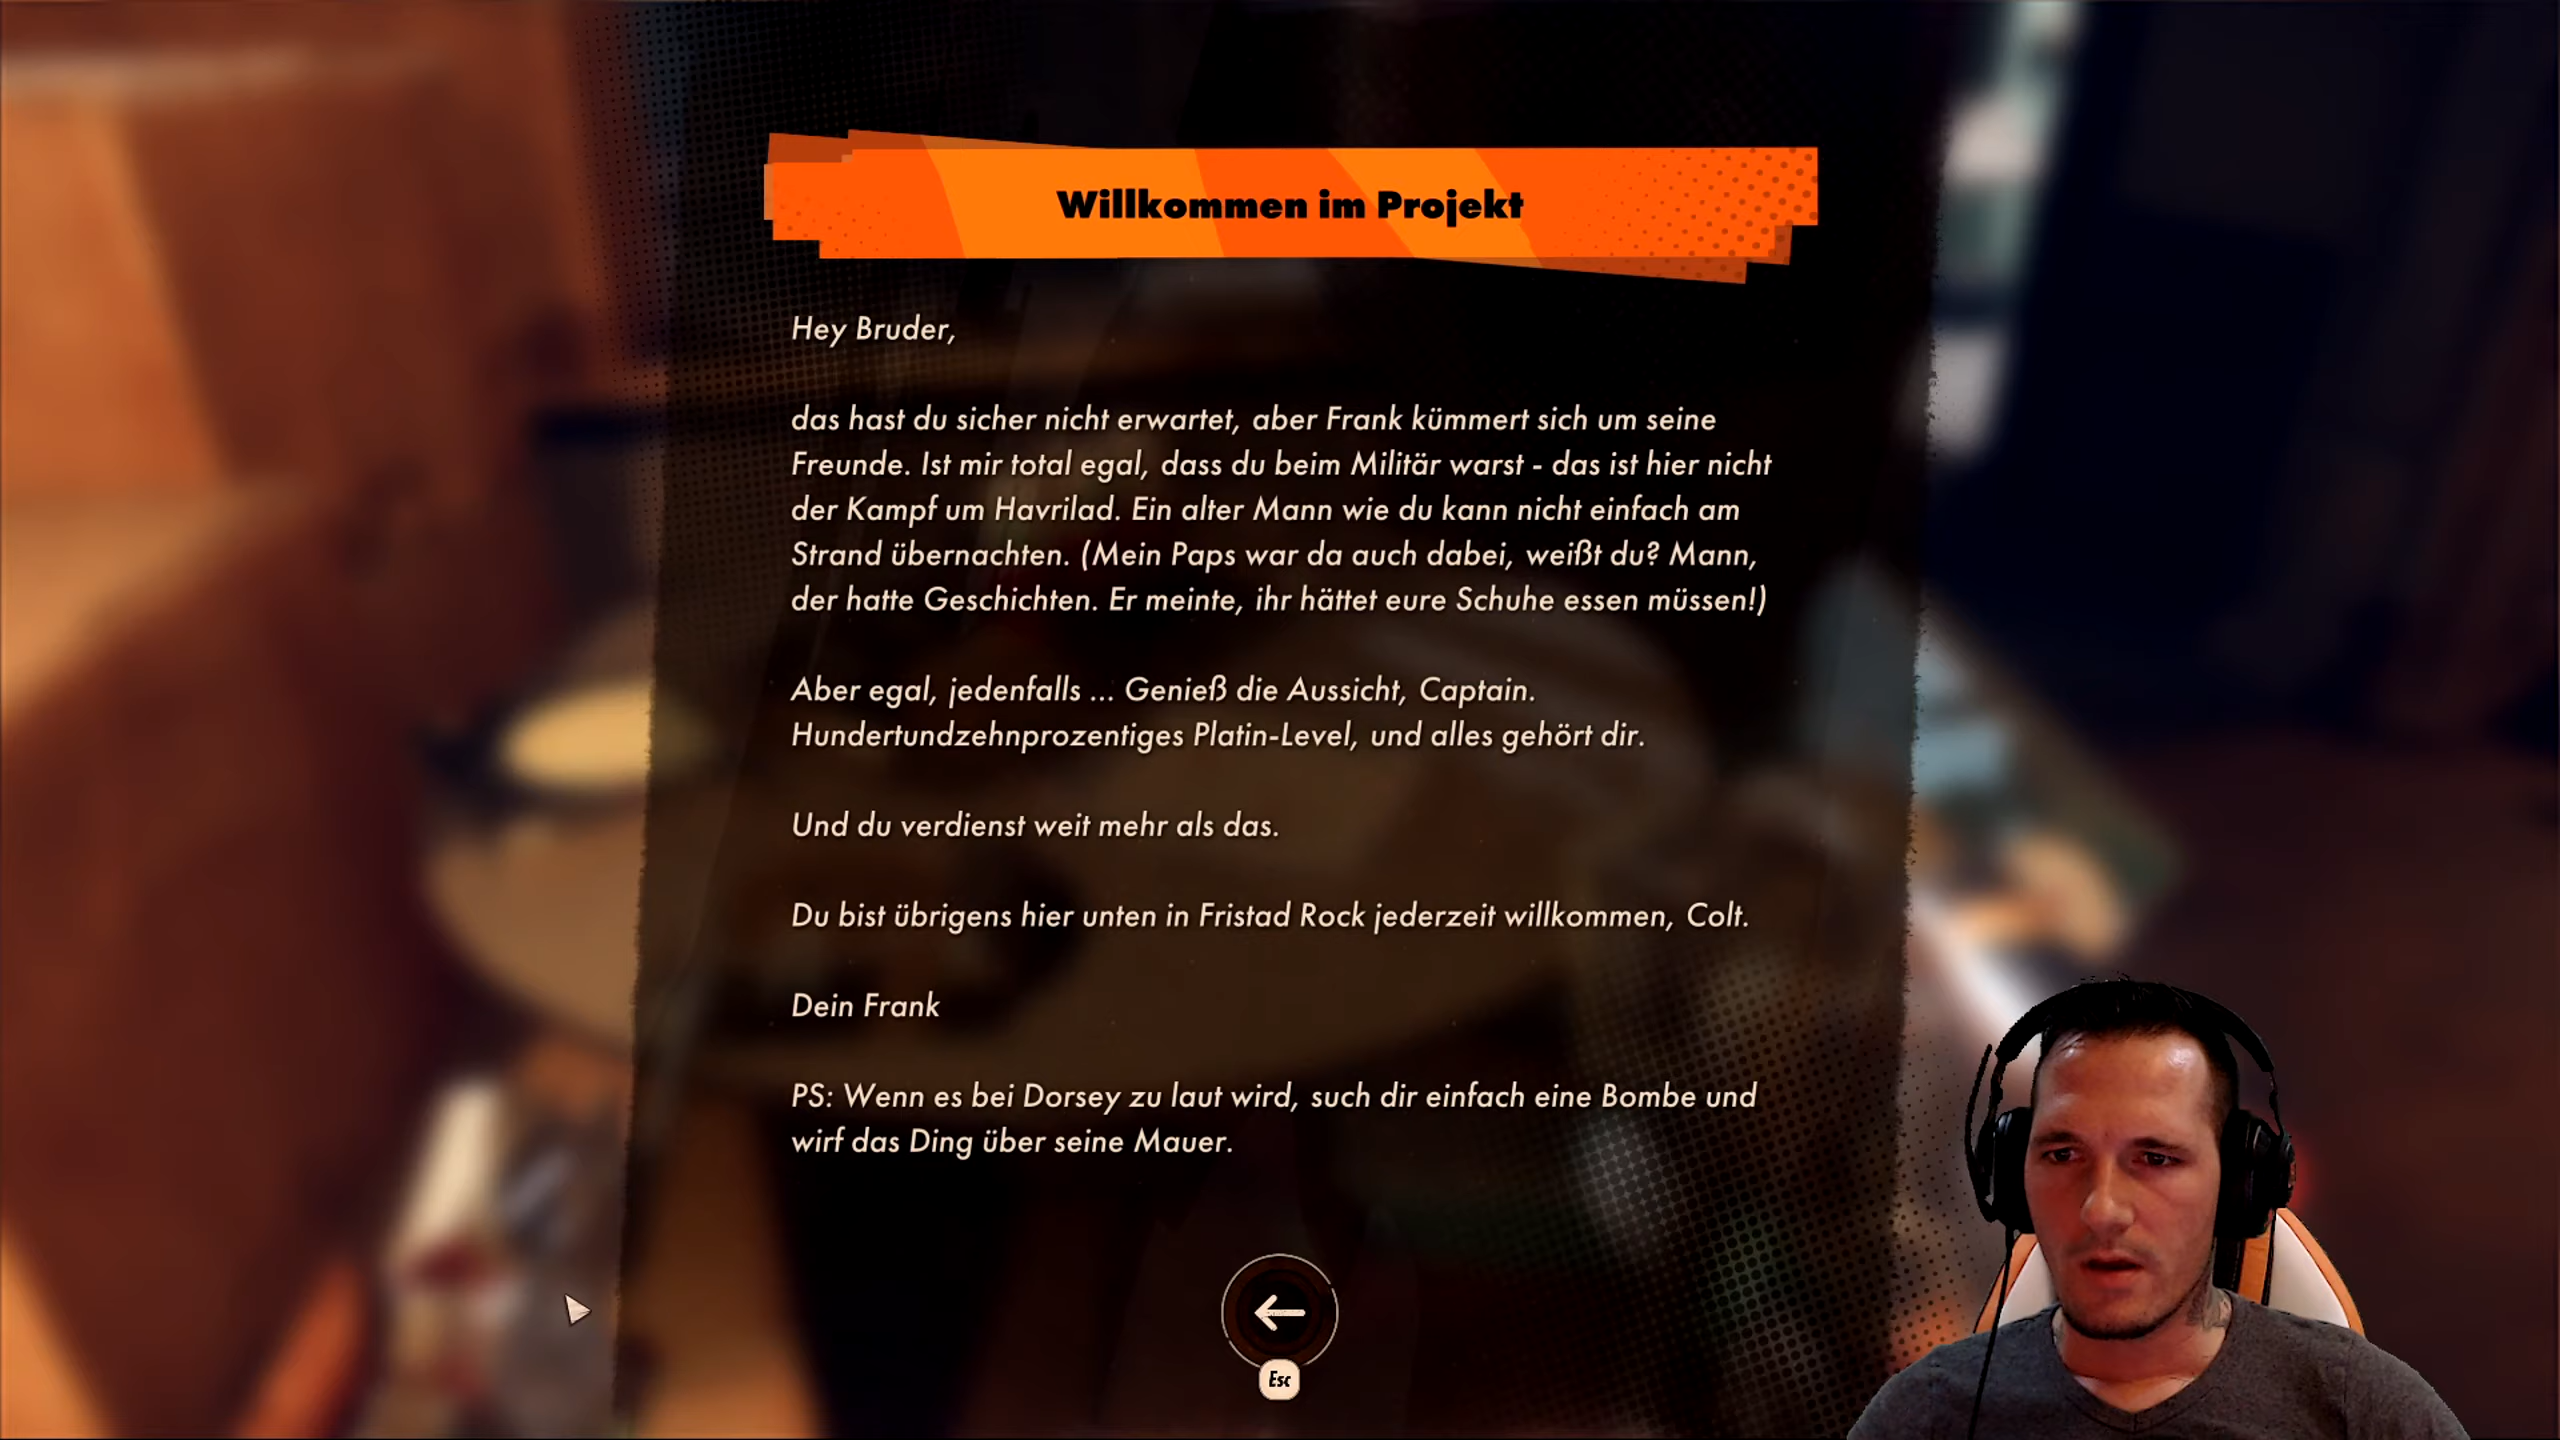 Willkommen im Projekt
Hey Bruder,
das hast du sicher nicht erwartet, aber Frank kümmert sich um seine
Freunde. Ist mir total egal, dass du beim Militär warst - das ist hier nicht
der Kampf um Havrilad. Ein alter Mann wie du kann nicht einfach am
Strand übernachten. (Mein Paps war da auch dabei, weißt du? Mann,
der hatte Geschichten. Er meinte, ihr hättet eure Schuhe essen müssen!)
Aber egal, jedenfalls ... Genieß die Aussicht, Captain.
Hundertundzehnprozentiges Platin-Level, und alles gehört dir.
Und du verdienst weit mehr als das.
Du bist übrigens hier unten in Fristad Rock jederzeit willkommen, Colt.
Dein Frank
PS: Wenn es bei Dorsey zu laut wird, such dir einfach eine Bombe und
wirf das Ding über seine Mauer.
Esc